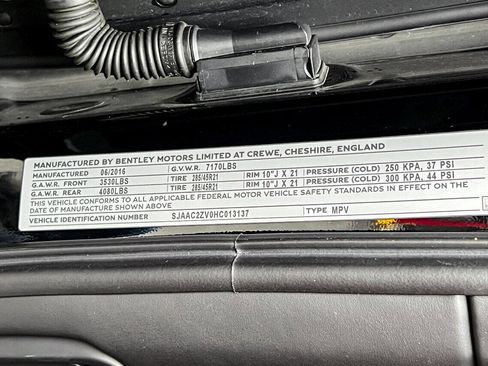 MANUFACTURED BY BENTLEY MOTORS LIMITED AT CREWE, CHESHIRE, ENGLAND
06/2016 G.V.W.R. 7170LBS
G.A.W.R. FRONT 3530LBS TIRE 285/45R21 RIM 10"J X 21 PRESSURE (COLD) 250 KPA, 37 PSI
G.A.W.R. REAR 4080LBS TIRE 285/45R21 RIM 10"J X 21 PRESSURE (COLD) 300 KPA, 44 PSI
THIS VEHICLE CONFORMS TO ALL APPLICABLE FEDERAL MOTOR VEHICLE SAFETY STANDARDS IN EFFECT ON THE
DATE OF MANUFACTURE SHOWN ABOVE
VEHICLE IDENTIFICATION NUMBER SJAAC2ZV0HC013137 TYPE MPV